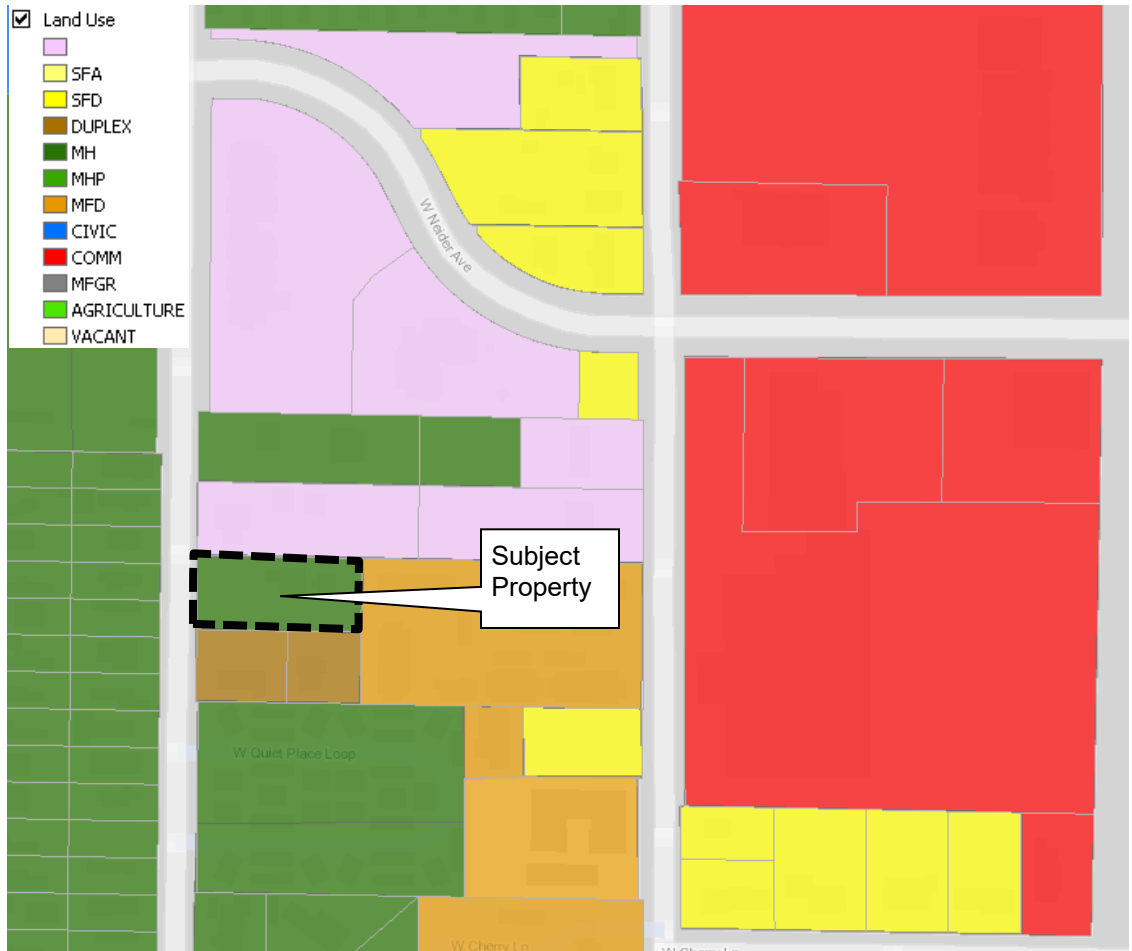 Land Use
SFA
SFD
DUPLEX
MH
MHP
MFD
CIVIC
COMM
MFGR
AGRICULTURE
VACANT
W Neider Ave
Subject
Property
W Quiet Place Loop
W Cherry Ln
W Cherry Ln